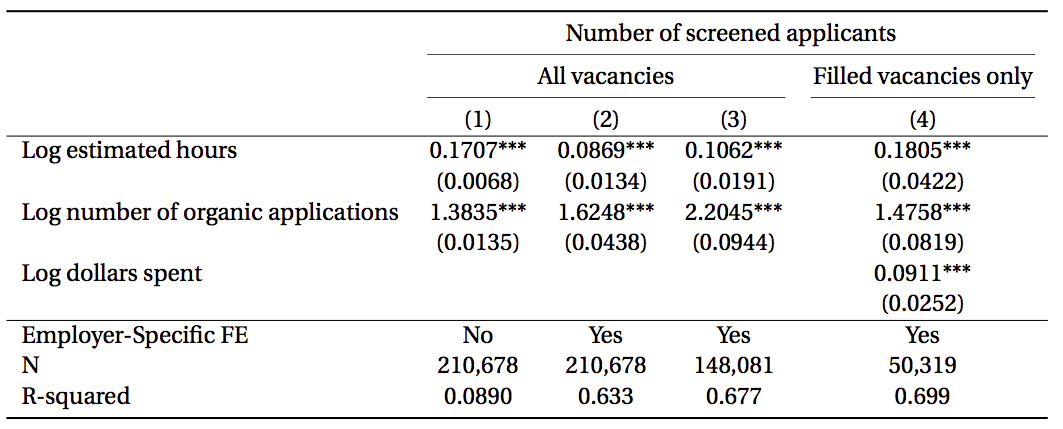 Number of screened applicants
All vacancies Filled vacancies only
(1) (2) (3) (4)
Log estimated hours 0.1707*** 0.0869*** 0.1062*** 0.1805***
(0.0068) (0.0134) (0.0191) (0.0422)
Log number of organic applications 1.3835*** 1.6248*** 2.2045*** 1.4758***
(0.0135) (0.0438) (0.0944) (0.0819)
Log dollars spent 0.0911***
(0.0252)
Employer-Specific FE No Yes Yes Yes
N 210,678 210,678 148,081 50,319
R-squared 0.0890 0.633 0.677 0.699